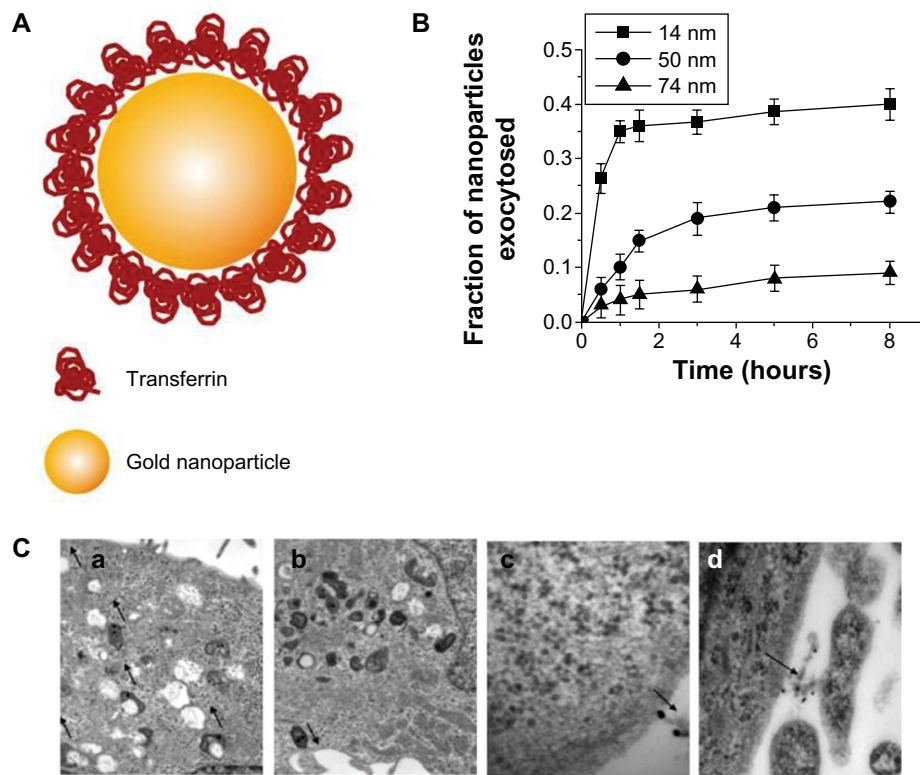 A
Transferrin
Gold nanoparticle
B
14 nm
50 nm
74 nm
Fraction of nanoparticles
exocytosed
0.5
0.4
0.3
0.2
0.1
0.0
0
2
4
6
8
Time (hours)
C
a
b
c
d